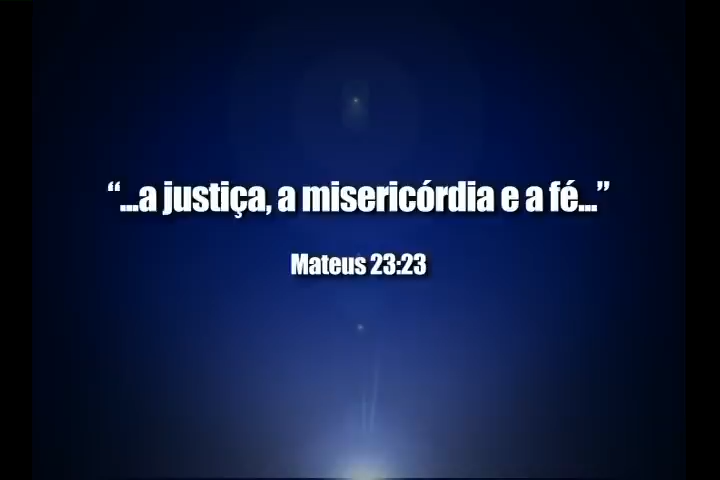 “...a justiça, a misericórdia e a fé...”
Mateus 23:23